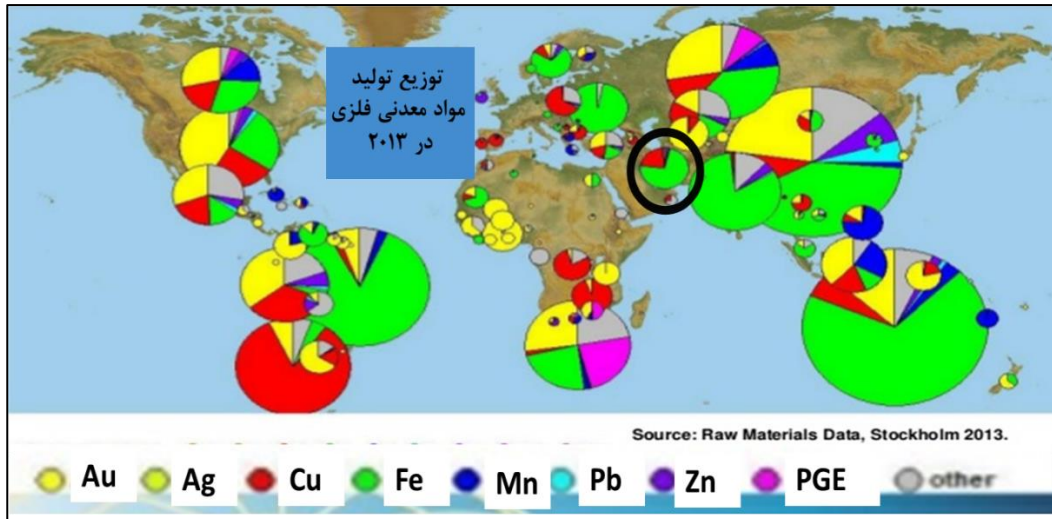 توزیع تولید
مواد معدنی فلزی
در ۲۰۱۳
Source: Raw Materials Data, Stockholm 2013.
Au Ag Cu Fe Mn Pb Zn PGE other